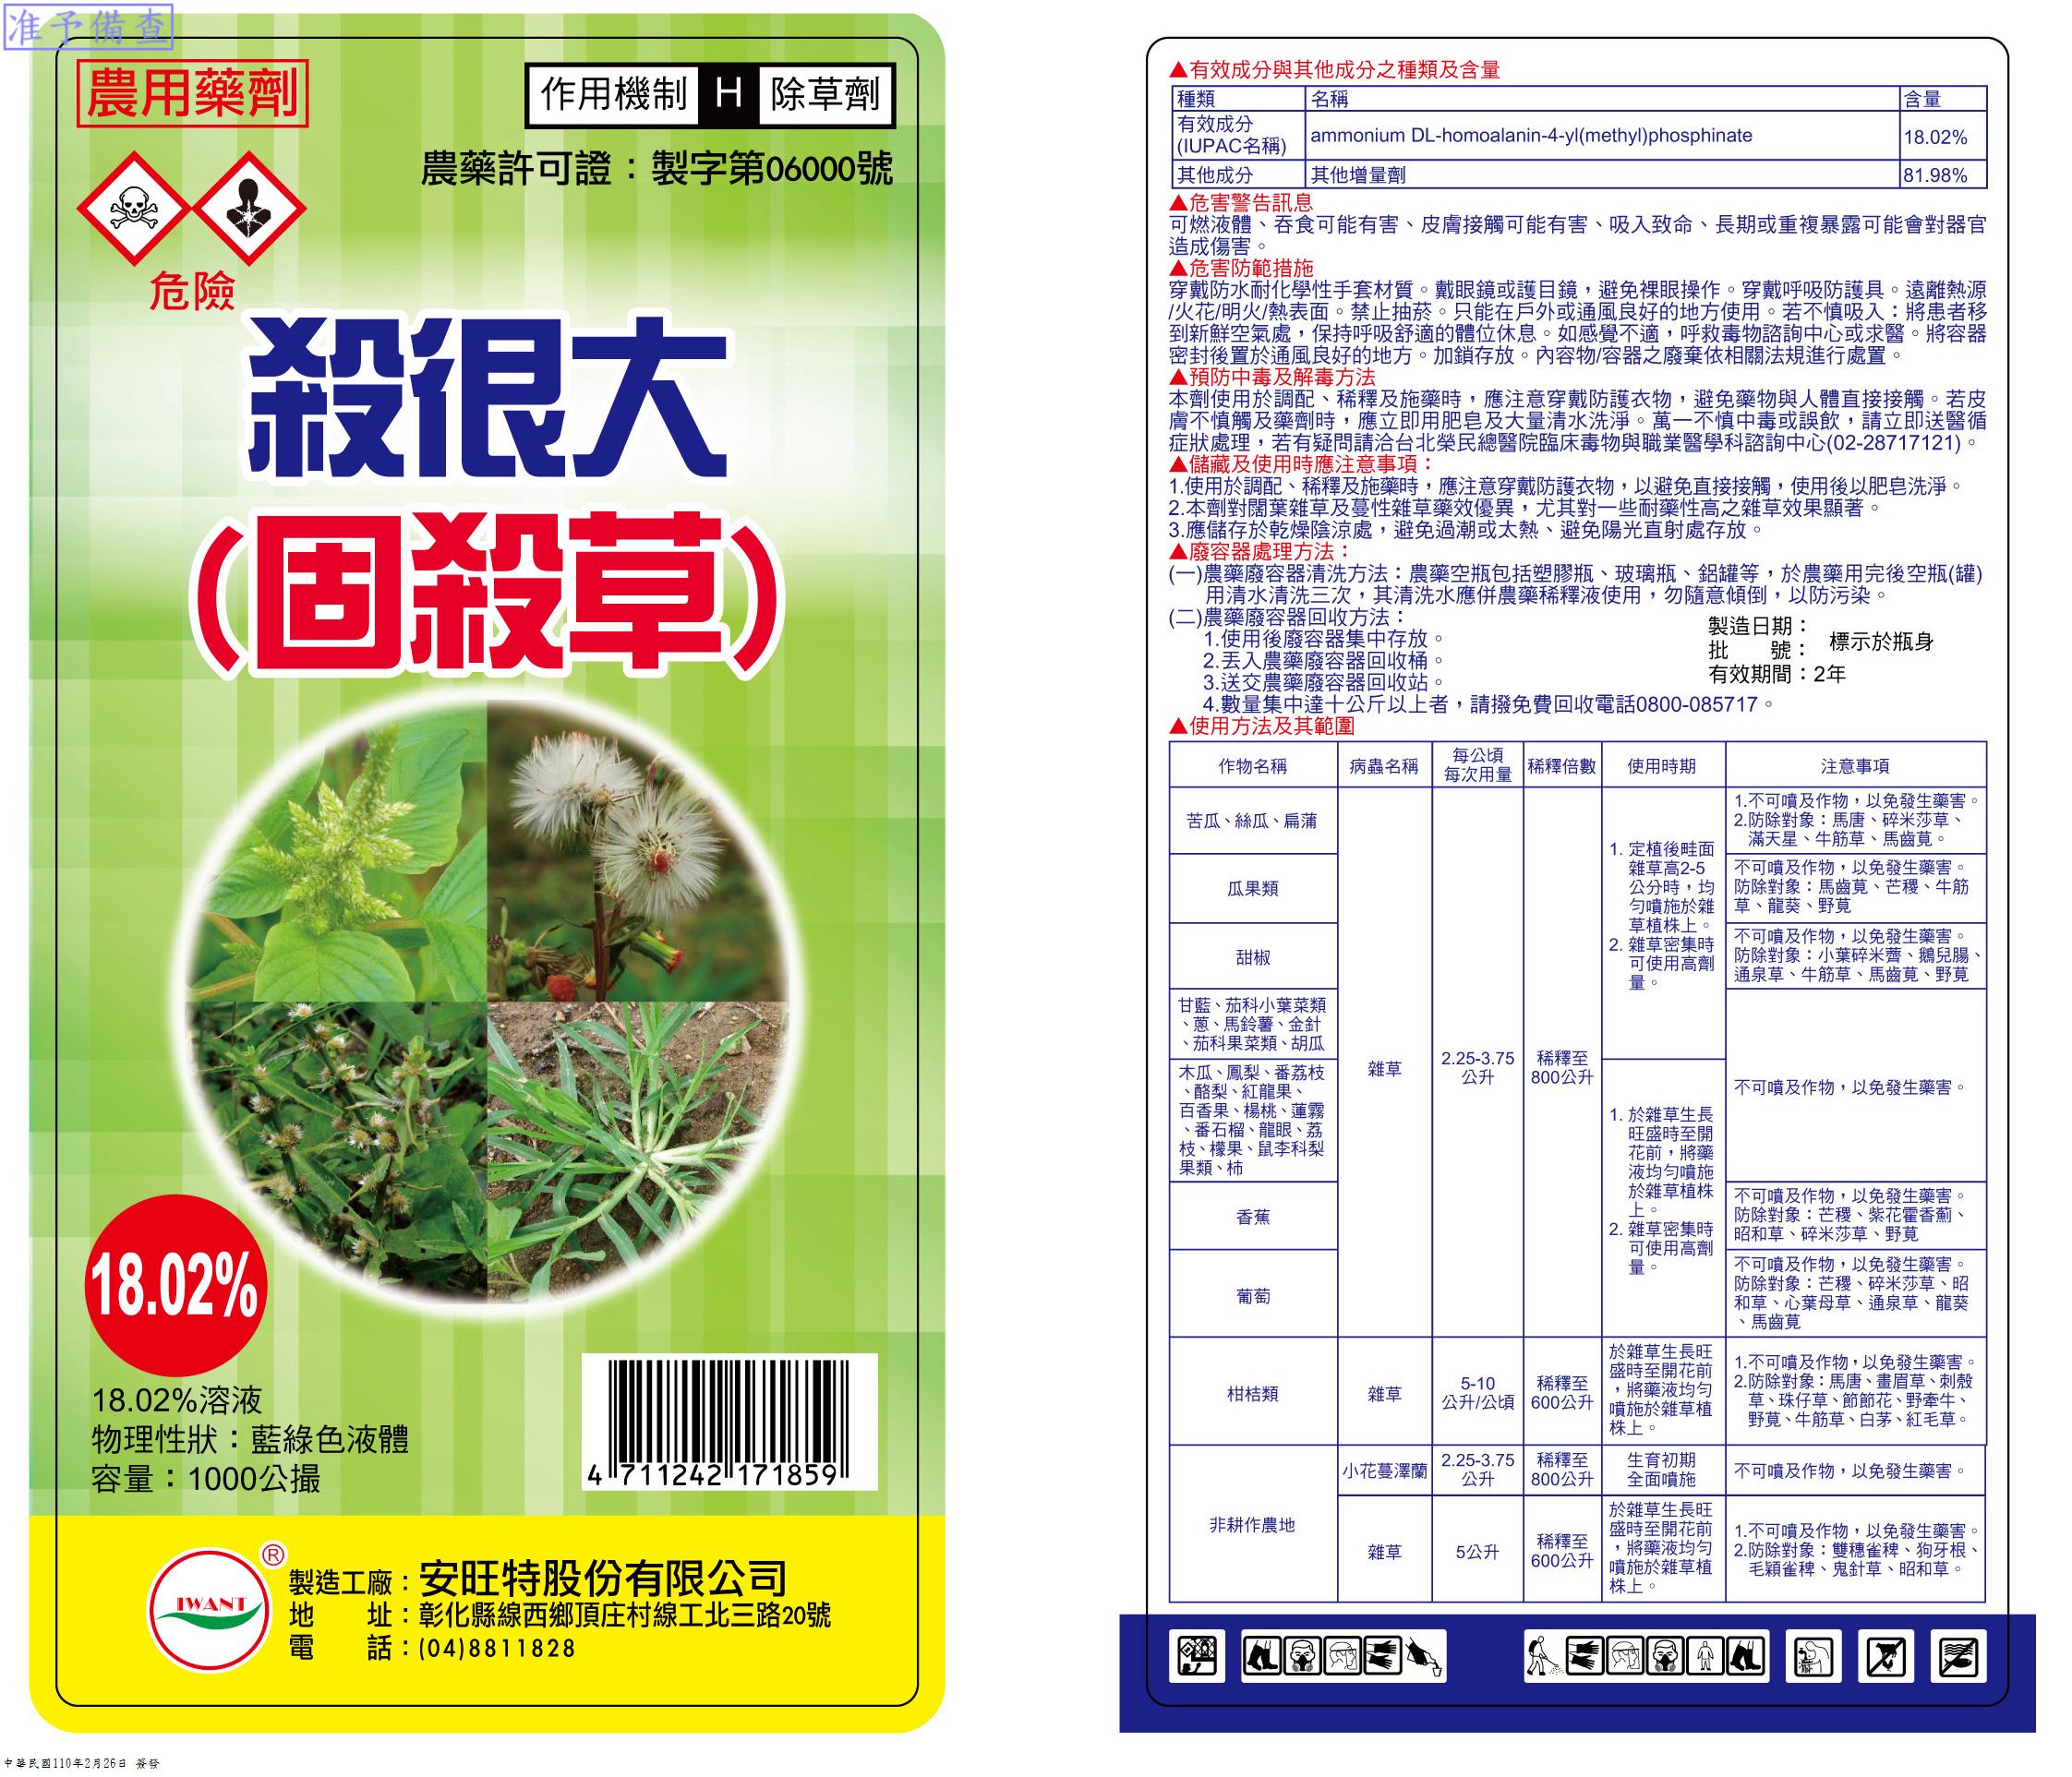 准予備查
農用藥劑
作用機制 H 除草劑
農藥許可證：製字第06000號
危險
殺很大
(固殺草)
18.02%
18.02%溶液
物理性狀：藍綠色液體
容量：1000公撮
4 711242 171859
IWANT
®
製造工廠：安旺特股份有限公司
地 址：彰化縣線西鄉頂庄村線工北三路20號
電 話：(04)8811828
中華民國110年2月26日 簽發
▲有效成分與其他成分之種類及含量
種類 名稱 含量
有效成分
(IUPAC名稱) ammonium DL-homoalanin-4-yl(methyl)phosphinate 18.02%
其他成分 其他增量劑 81.98%
▲危害警告訊息
可燃液體、吞食可能有害、皮膚接觸可能有害、吸入致命、長期或重複暴露可能會對器官
造成傷害。
▲危害防範措施
穿戴防水耐化學性手套材質。戴眼鏡或護目鏡，避免裸眼操作。穿戴呼吸防護具。遠離熱源
/火花/明火/熱表面。禁止抽菸。只能在戶外或通風良好的地方使用。若不慎吸入：將患者移
到新鮮空氣處，保持呼吸舒適的體位休息。如感覺不適，呼救毒物諮詢中心或求醫。將容器
密封後置於通風良好的地方。加鎖存放。內容物/容器之廢棄依相關法規進行處置。
▲預防中毒及解毒方法
本劑使用於調配、稀釋及施藥時，應注意穿戴防護衣物，避免藥物與人體直接接觸。若皮
膚不慎觸及藥劑時，應立即用肥皂及大量清水洗淨。萬一不慎中毒或誤飲，請立即送醫循
症狀處理，若有疑問請洽台北榮民總醫院臨床毒物與職業醫學科諮詢中心(02-28717121)。
▲儲藏及使用時應注意事項：
1.使用於調配、稀釋及施藥時，應注意穿戴防護衣物，以避免直接接觸，使用後以肥皂洗淨。
2.本劑對闊葉雜草及蔓性雜草藥效優異，尤其對一些耐藥性高之雜草效果顯著。
3.應儲存於乾燥陰涼處，避免過潮或太熱、避免陽光直射處存放。
▲廢容器處理方法：
(一)農藥廢容器清洗方法：農藥空瓶包括塑膠瓶、玻璃瓶、鋁罐等，於農藥用完後空瓶(罐)
用清水清洗三次，其清洗水應併農藥稀釋液使用，勿隨意傾倒，以防污染。
(二)農藥廢容器回收方法：
1.使用後廢容器集中存放。
2.丟入農藥廢容器回收桶。
3.送交農藥廢容器回收站。
4.數量集中達十公斤以上者，請撥免費回收電話0800-085717。
製造日期：
批 號： 標示於瓶身
有效期間：2年
▲使用方法及其範圍
作物名稱 病蟲名稱 每公頃
每次用量 稀釋倍數 使用時期 注意事項
苦瓜、絲瓜、扁蒲
瓜果類
甜椒
甘藍、茄科小葉菜類
、蔥、馬鈴薯、金針
、茄科果菜類、胡瓜
木瓜、鳳梨、番荔枝
、酪梨、紅龍果、
百香果、楊桃、蓮霧
、番石榴、龍眼、荔
枝、檬果、鼠李科梨
果類、柿
香蕉
葡萄
雜草
2.25-3.75
公升
稀釋至
800公升
1. 定植後畦面
雜草高2-5
公分時，均
勻噴施於雜
草植株上。
2. 雜草密集時
可使用高劑
量。
1. 於雜草生長
旺盛時至開
花前，將藥
液均勻噴施
於雜草植株
上。
2. 雜草密集時
可使用高劑
量。
1.不可噴及作物，以免發生藥害。
2.防除對象：馬唐、碎米莎草、
滿天星、牛筋草、馬齒莧。
不可噴及作物，以免發生藥害。
防除對象：馬齒莧、芒稷、牛筋
草、龍葵、野莧
不可噴及作物，以免發生藥害。
防除對象：小葉碎米薺、鵝兒腸、
通泉草、牛筋草、馬齒莧、野莧
不可噴及作物，以免發生藥害。
不可噴及作物，以免發生藥害。
防除對象：芒稷、紫花霍香薊、
昭和草、碎米莎草、野莧
不可噴及作物，以免發生藥害。
防除對象：芒稷、碎米莎草、昭
和草、心葉母草、通泉草、龍葵
、馬齒莧
柑桔類
雜草
5-10
公升/公頃
稀釋至
600公升
於雜草生長旺
盛時至開花前
，將藥液均勻
噴施於雜草植
株上。
1.不可噴及作物，以免發生藥害。
2.防除對象：馬唐、畫眉草、刺殼
草、珠仔草、節節花、野牽牛、
野莧、牛筋草、白茅、紅毛草。
非耕作農地
小花蔓澤蘭
2.25-3.75
公升
稀釋至
800公升
生育初期
全面噴施
不可噴及作物，以免發生藥害。
雜草
5公升
稀釋至
600公升
於雜草生長旺
盛時至開花前
，將藥液均勻
噴施於雜草植
株上。
1.不可噴及作物，以免發生藥害。
2.防除對象：雙穗雀稗、狗牙根、
毛穎雀稗、鬼針草、昭和草。